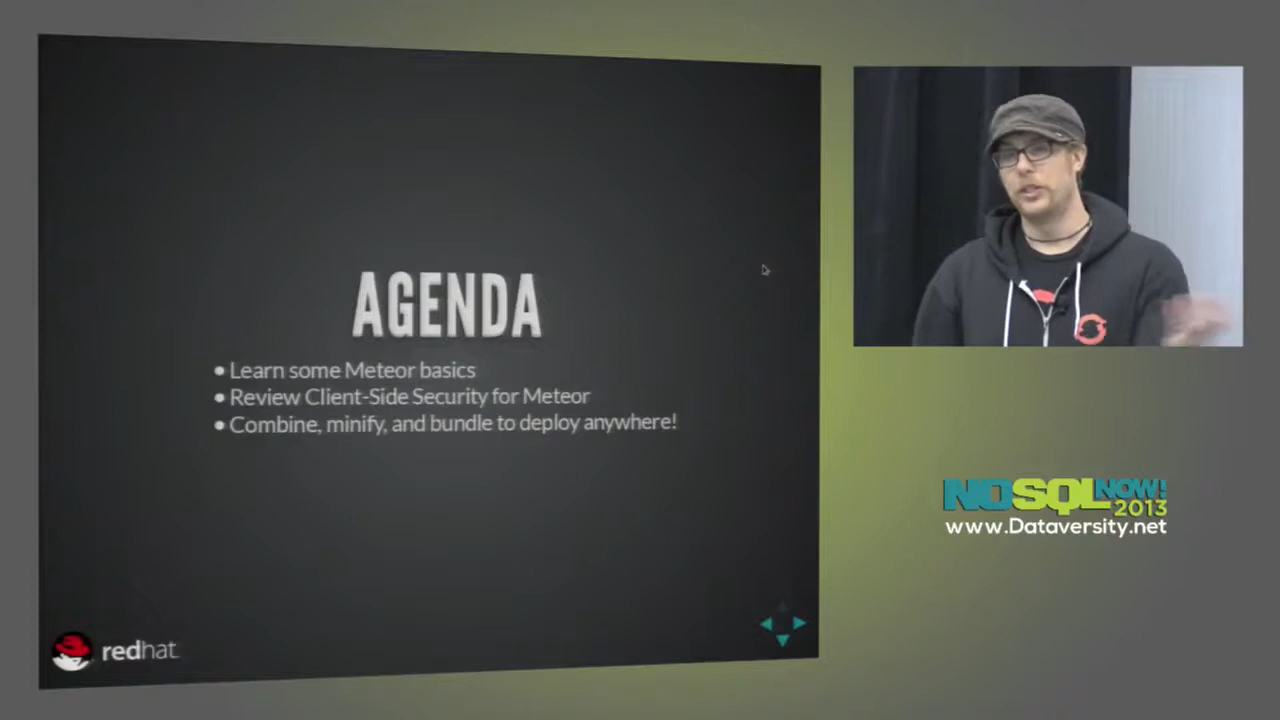 AGENDA
• Learn some Meteor basics
• Review Client-Side Security for Meteor
• Combine, minify, and bundle to deploy anywhere!
redhat
NOSQL NOW!
2013
www.Dataversity.net